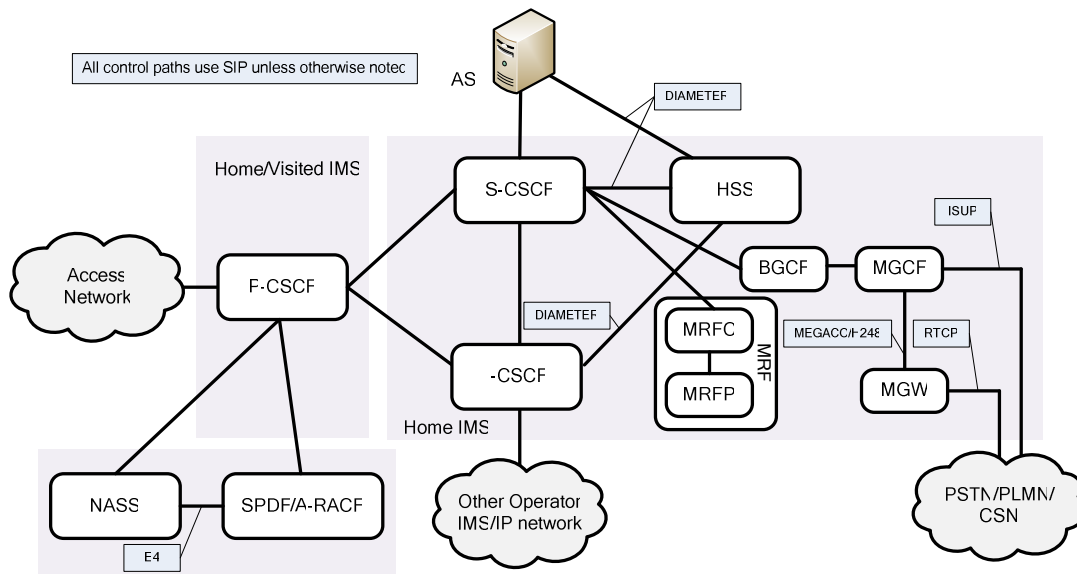 All control paths use SIP unless otherwise notec
AS
DIAMETEF
Home/Visited IMS
S-CSCF
HSS
ISUP
Access
Network
P-CSCF
BGCF
MGCF
DIAMETEF
MRFC
MRF
MEGACC/H248
RTCP
-CSCF
MRFP
MGW
Home IMS
NASS
SPDF/A-RACF
Other Operator
IMS/IP network
PSTN/PLMN/
CSN
E4